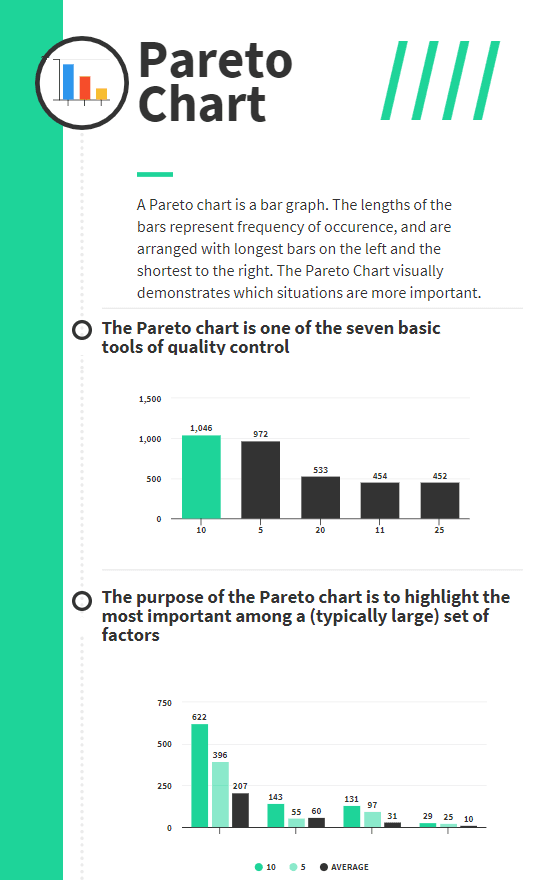 Pareto
Chart
A Pareto chart is a bar graph. The lengths of the
bars represent frequency of occurence, and are
arranged with longest bars on the left and the
shortest to the right. The Pareto Chart visually
demonstrates which situations are more important.
The Pareto chart is one of the seven basic
tools of quality control
1,500
1,000
500
0
1,046
972
533
454
452
10
5
20
11
25
The purpose of the Pareto chart is to highlight the
most important among a (typically large) set of
factors
750
500
250
0
622
396
207
143
55
60
131
97
31
29
25
10
10 5 AVERAGE